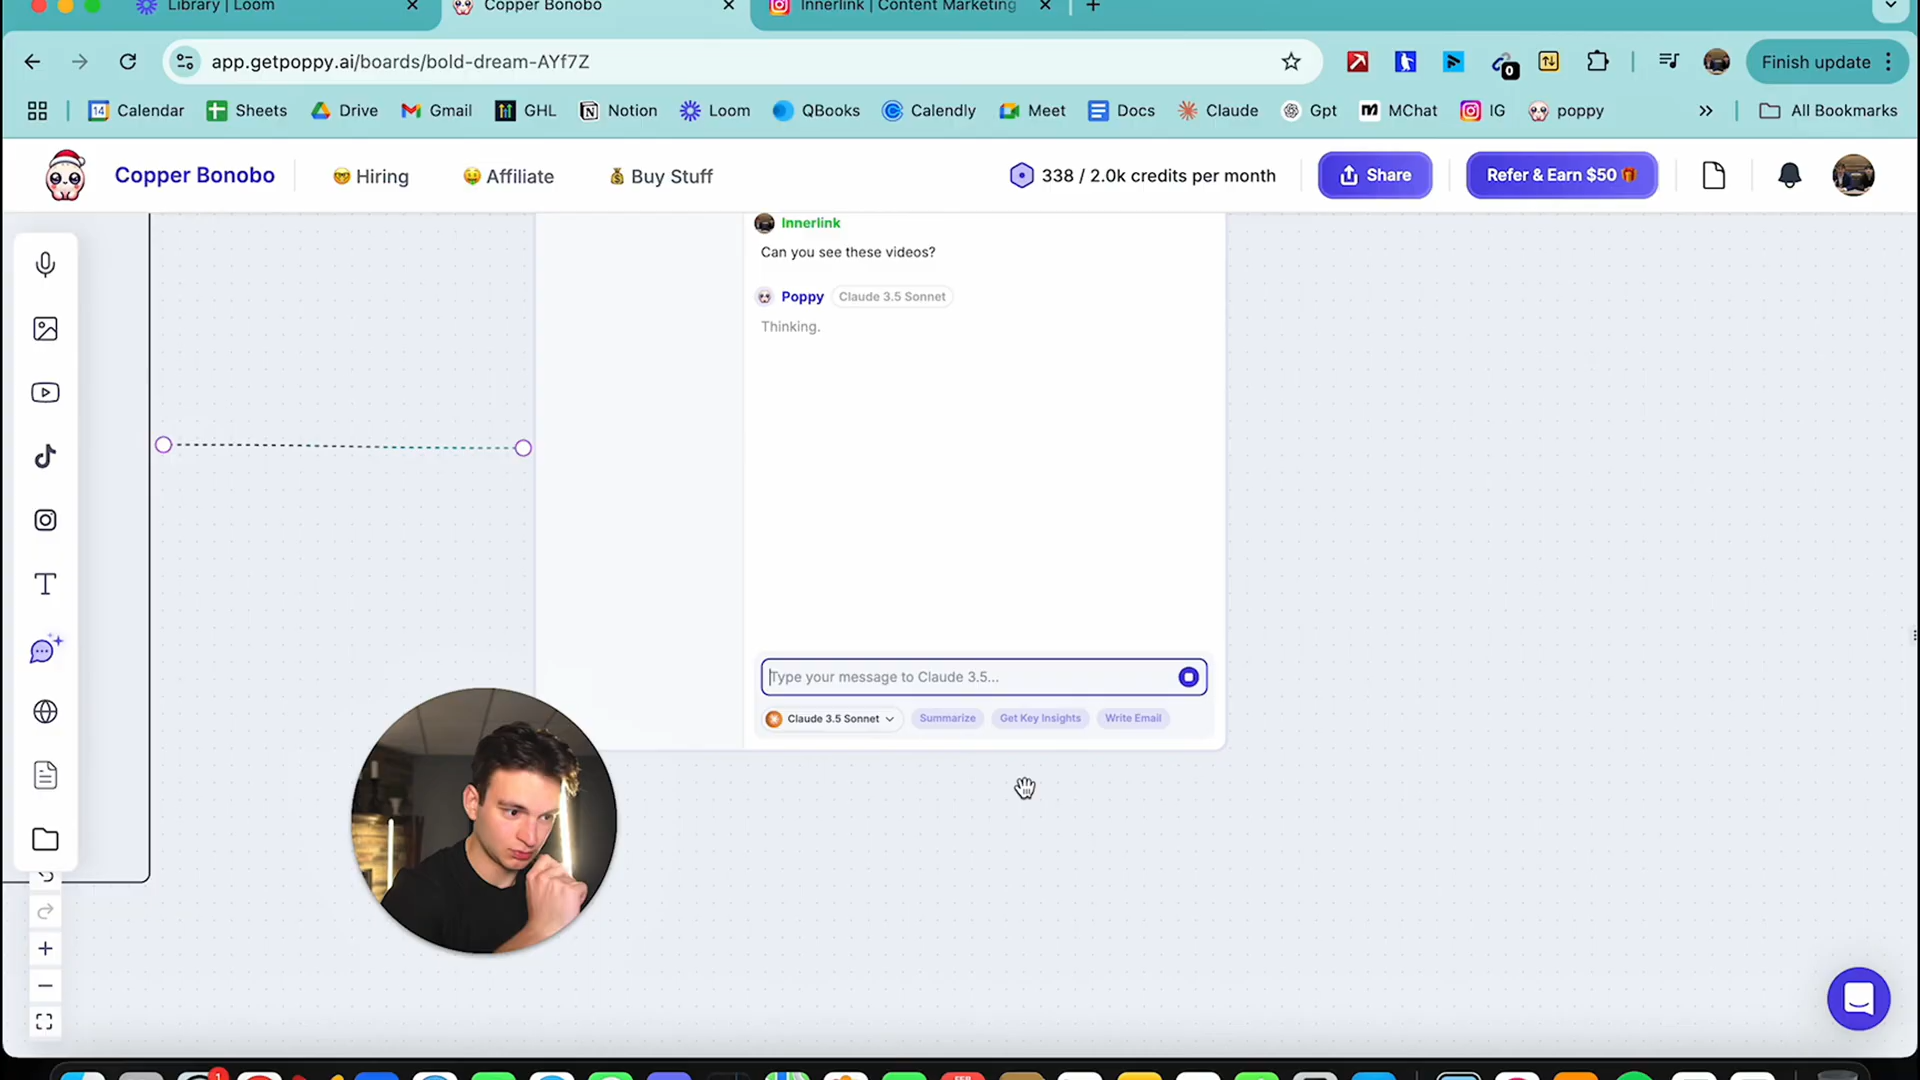 Library | Loom
Copper Bonobo
Innerlink | Content Marketing
app.getpoppy.ai/boards/bold-dream-AYf7Z
0
Finish update
14 Calendar
Sheets
Drive
Gmail
GHL
Notion
Loom
QBooks
Calendly
Meet
Docs
Claude
Gpt
MChat
IG
poppy
All Bookmarks
Copper Bonobo
Hiring
Affiliate
Buy Stuff
338 / 2.0k credits per month
Share
Refer & Earn $50
Innerlink
Can you see these videos?
Poppy Claude 3.5 Sonnet
Thinking.
Type your message to Claude 3.5...
Claude 3.5 Sonnet
Summarize
Get Key Insights
Write Email
1
FEB